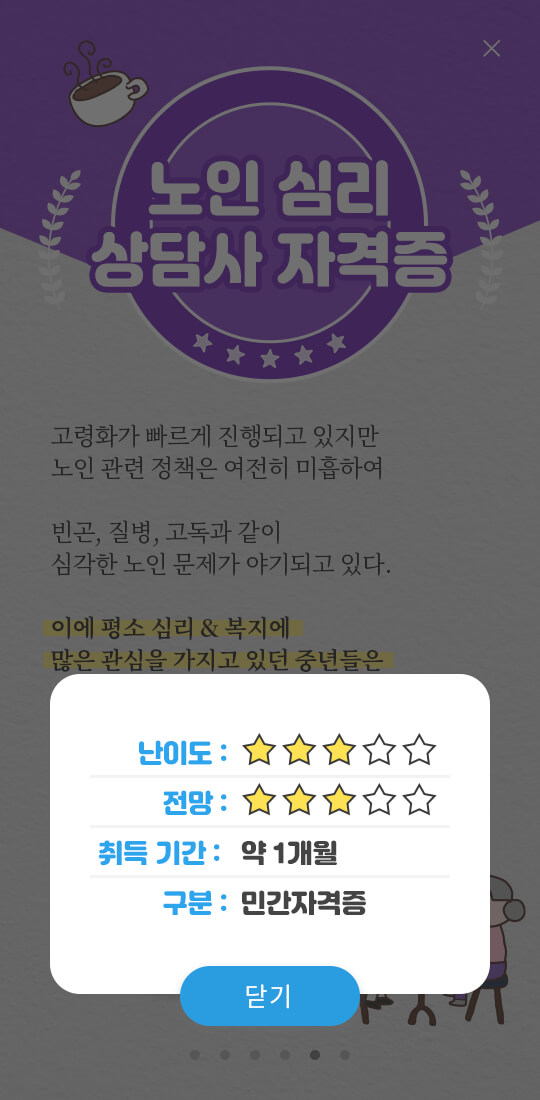 노인 심리
상담사 자격증
고령화가 빠르게 진행되고 있지만
노인 관련 정책은 여전히 미흡하여
빈곤, 질병, 고독과 같이
심각한 노인 문제가 야기되고 있다.
이에 평소 심리 & 복지에
많은 관심을 가지고 있던 중년들은
난이도 :
전망 :
취득 기간 : 약 1개월
구분 : 민간자격증
닫기